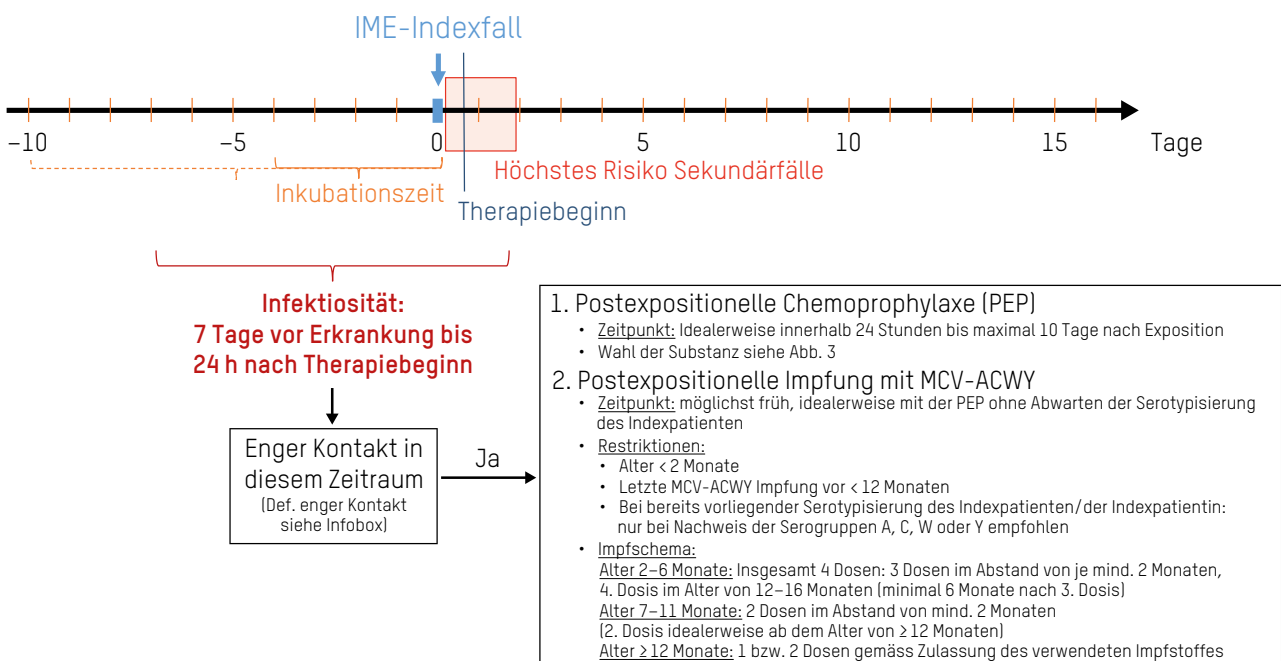 IME-Indexfall
–10 –5 0 5 10 15 Tage
Höchstes Risiko Sekundärfälle
Inkubationszeit
Therapiebeginn
Infektiosität:
7 Tage vor Erkrankung bis
24 h nach Therapiebeginn
Enger Kontakt in
diesem Zeitraum
(Def. enger Kontakt
siehe Infobox)
Ja
1. Postexpositionelle Chemoprophylaxe (PEP)
• Zeitpunkt: Idealerweise innerhalb 24 Stunden bis maximal 10 Tage nach Exposition
• Wahl der Substanz siehe Abb. 3
2. Postexpositionelle Impfung mit MCV-ACWY
• Zeitpunkt: möglichst früh, idealerweise mit der PEP ohne Abwarten der Serotypisierung
des Indexpatienten
• Restriktionen:
• Alter < 2 Monate
• Letzte MCV-ACWY Impfung vor < 12 Monaten
• Bei bereits vorliegender Serotypisierung des Indexpatienten/der Indexpatientin:
nur bei Nachweis der Serogruppen A, C, W oder Y empfohlen
• Impfschema:
Alter 2–6 Monate: Insgesamt 4 Dosen: 3 Dosen im Abstand von je mind. 2 Monaten,
4. Dosis im Alter von 12–16 Monaten (minimal 6 Monate nach 3. Dosis)
Alter 7–11 Monate: 2 Dosen im Abstand von mind. 2 Monaten
(2. Dosis idealerweise ab dem Alter von ≥ 12 Monaten)
Alter ≥ 12 Monate: 1 bzw. 2 Dosen gemäss Zulassung des verwendeten Impfstoffes